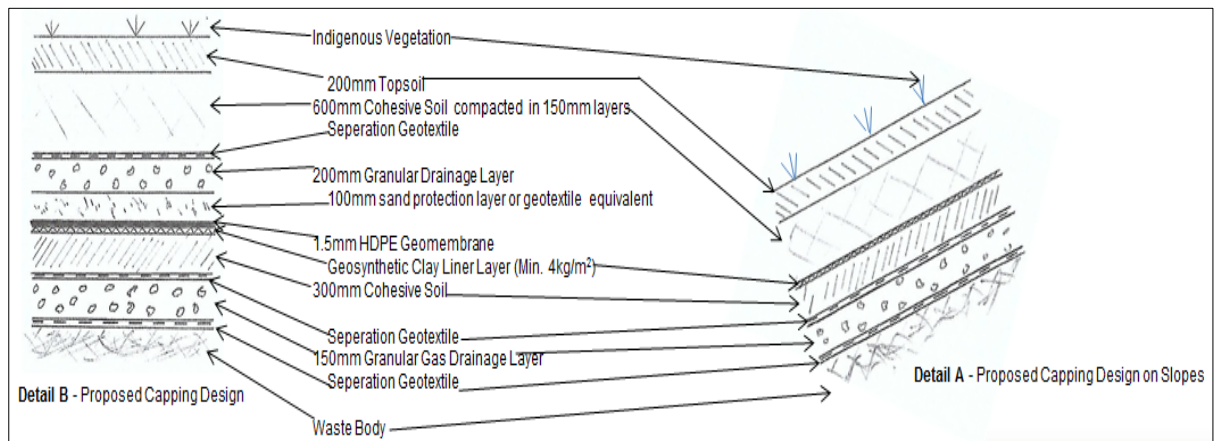 Indigenous Vegetation
200mm Topsoil
600mm Cohesive Soil compacted in 150mm layers
Seperation Geotextile
200mm Granular Drainage Layer
100mm sand protection layer or geotextile equivalent
1.5mm HDPE Geomembrane
Geosynthetic Clay Liner Layer (Min. 4kg/m²)
300mm Cohesive Soil
Seperation Geotextile
150mm Granular Gas Drainage Layer
Seperation Geotextile
Waste Body
Detail B - Proposed Capping Design
Detail A - Proposed Capping Design on Slopes